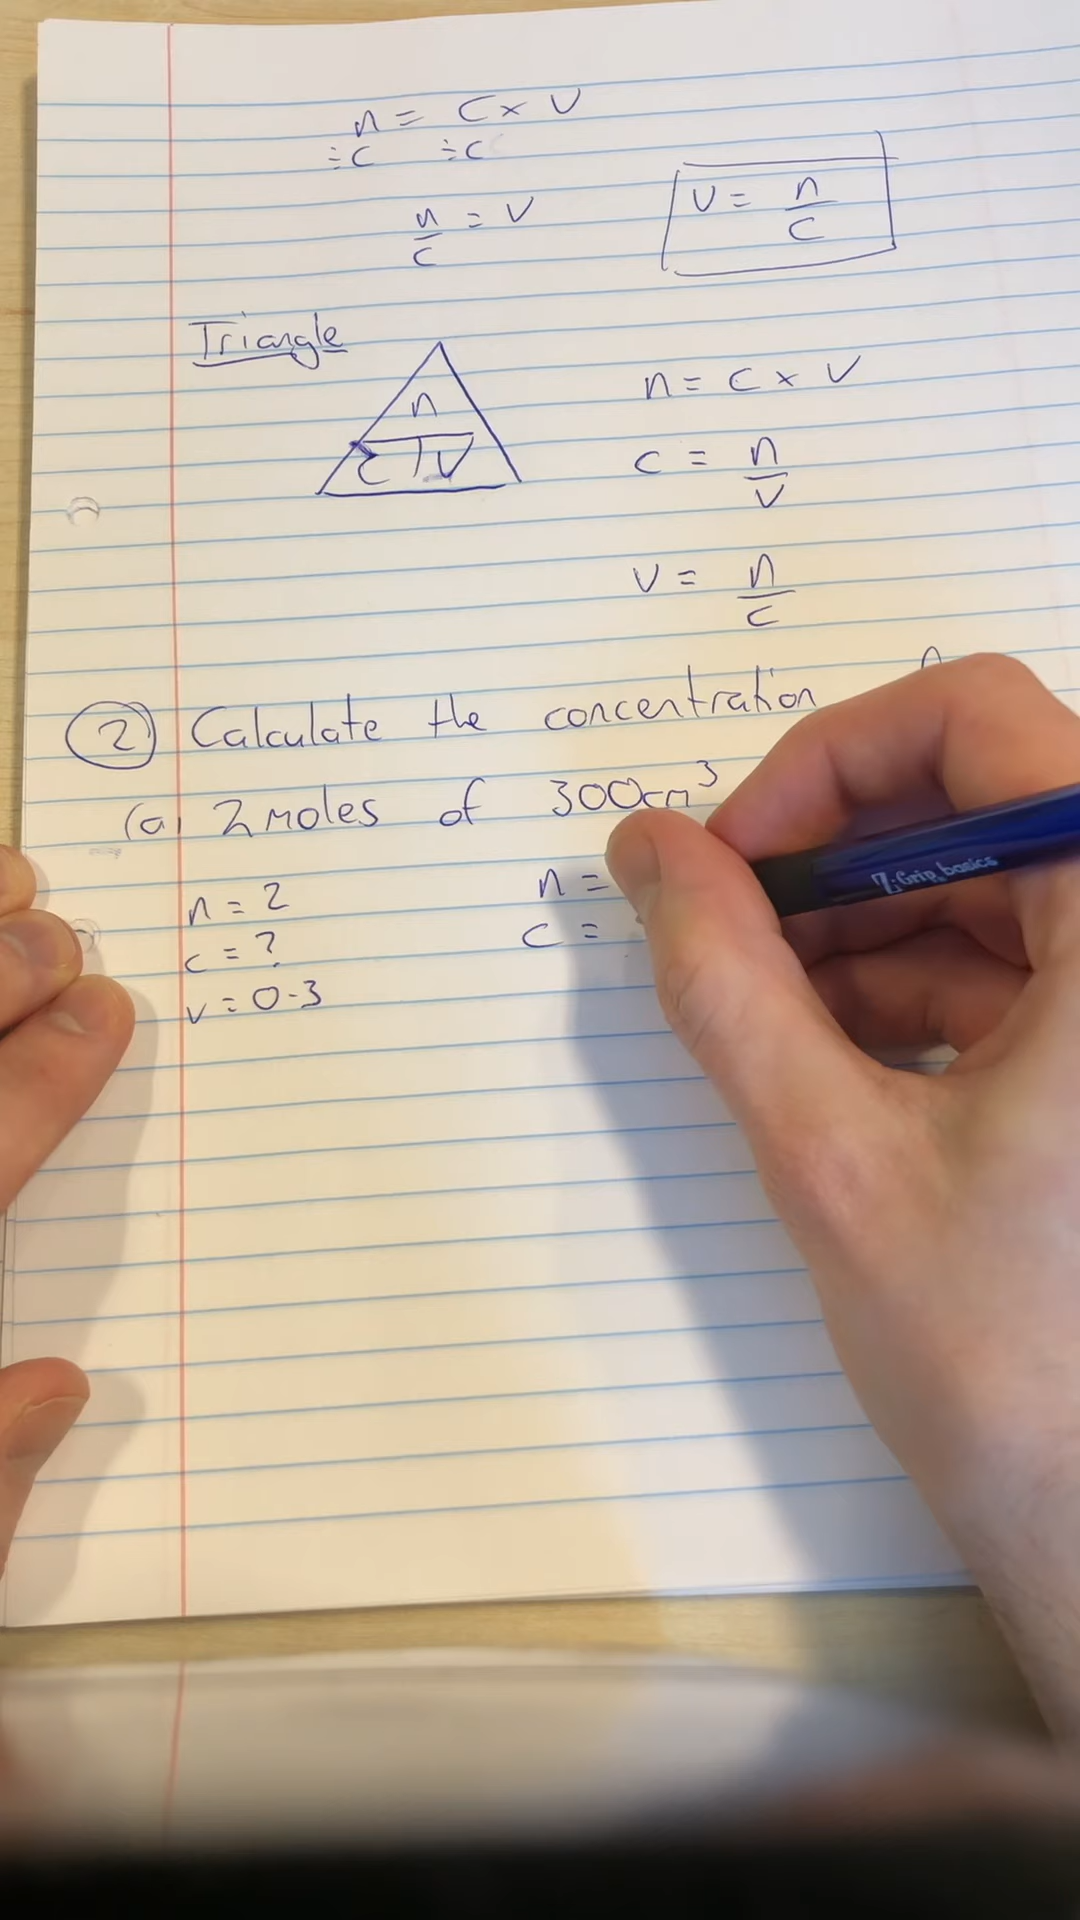 n = C × V
÷C ÷C
n/c = V
V = n/c
Triangle
n
C V
n = C × V
c = n/v
V = n/c
2 Calculate the concentration
(a) 2 moles of 300cm³
n = 2
c = ?
v = 0.3
n =
c =
Z-Grip basics